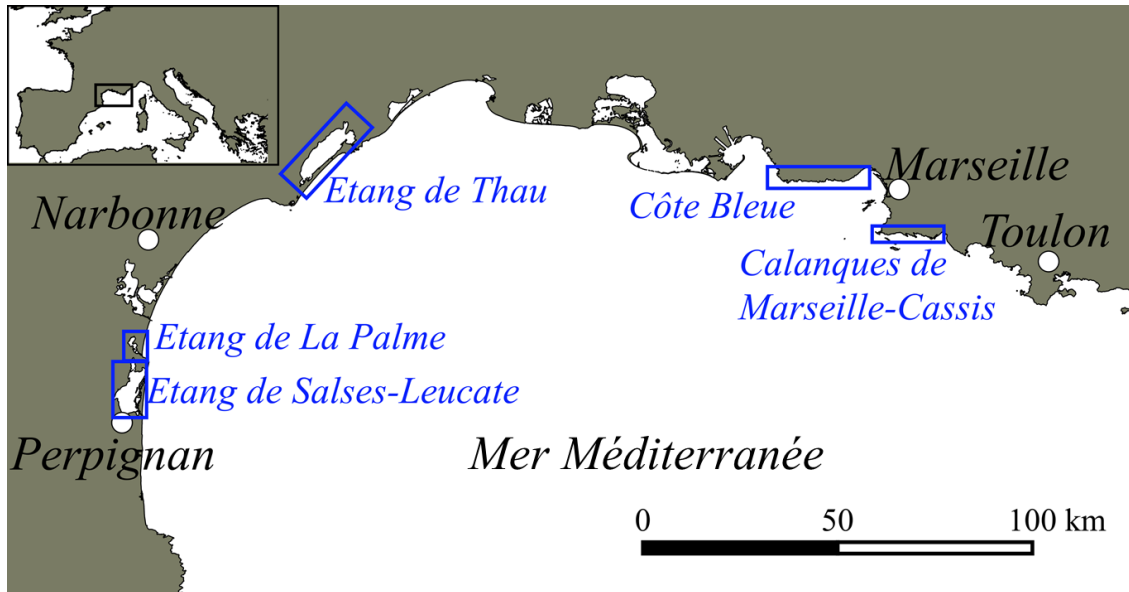 Marseille
Etang de Thau
Côte Bleue
Narbonne
Toulon
Calanques de
Marseille-Cassis
Etang de La Palme
Etang de Salses-Leucate
Perpignan
Mer Méditerranée
0 50 100 km